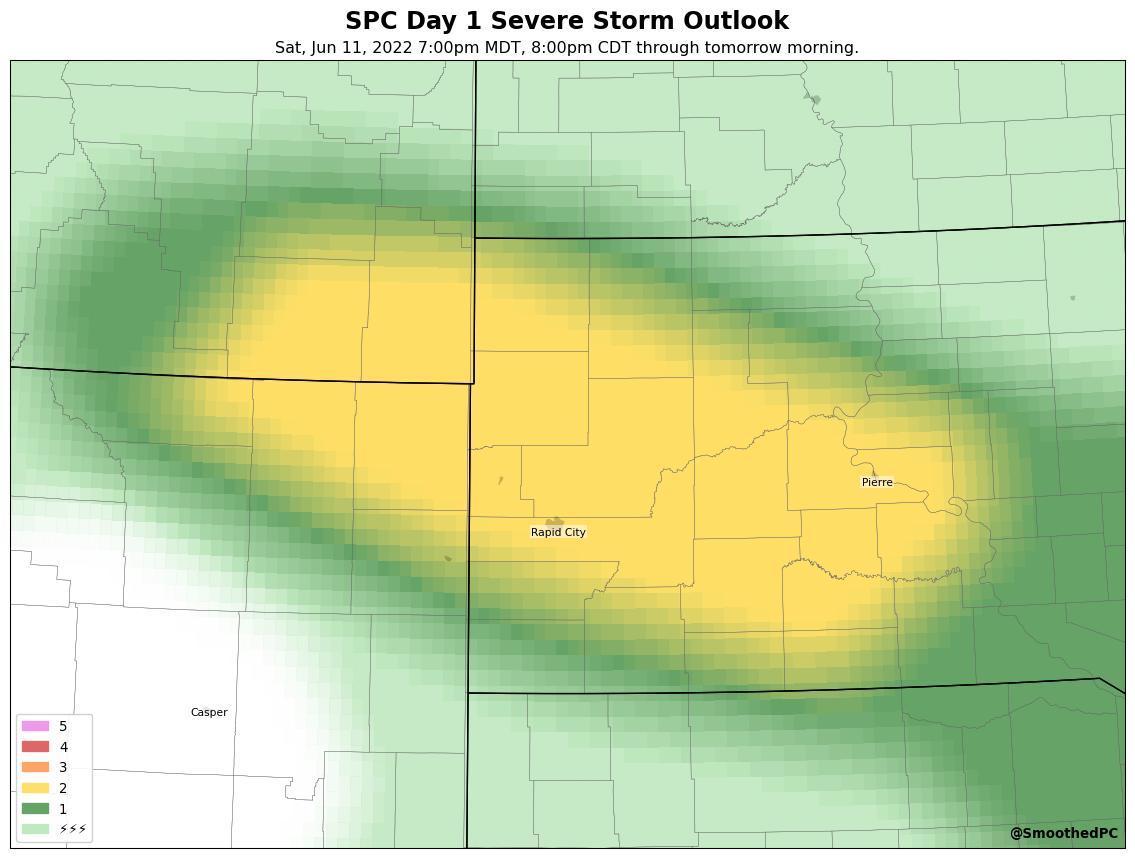 SPC Day 1 Severe Storm Outlook
Sat, Jun 11, 2022 7:00pm MDT, 8:00pm CDT through tomorrow morning.
Pierre
Rapid City
Casper
5
4
3
2
1
⚡⚡⚡
@SmoothedPC